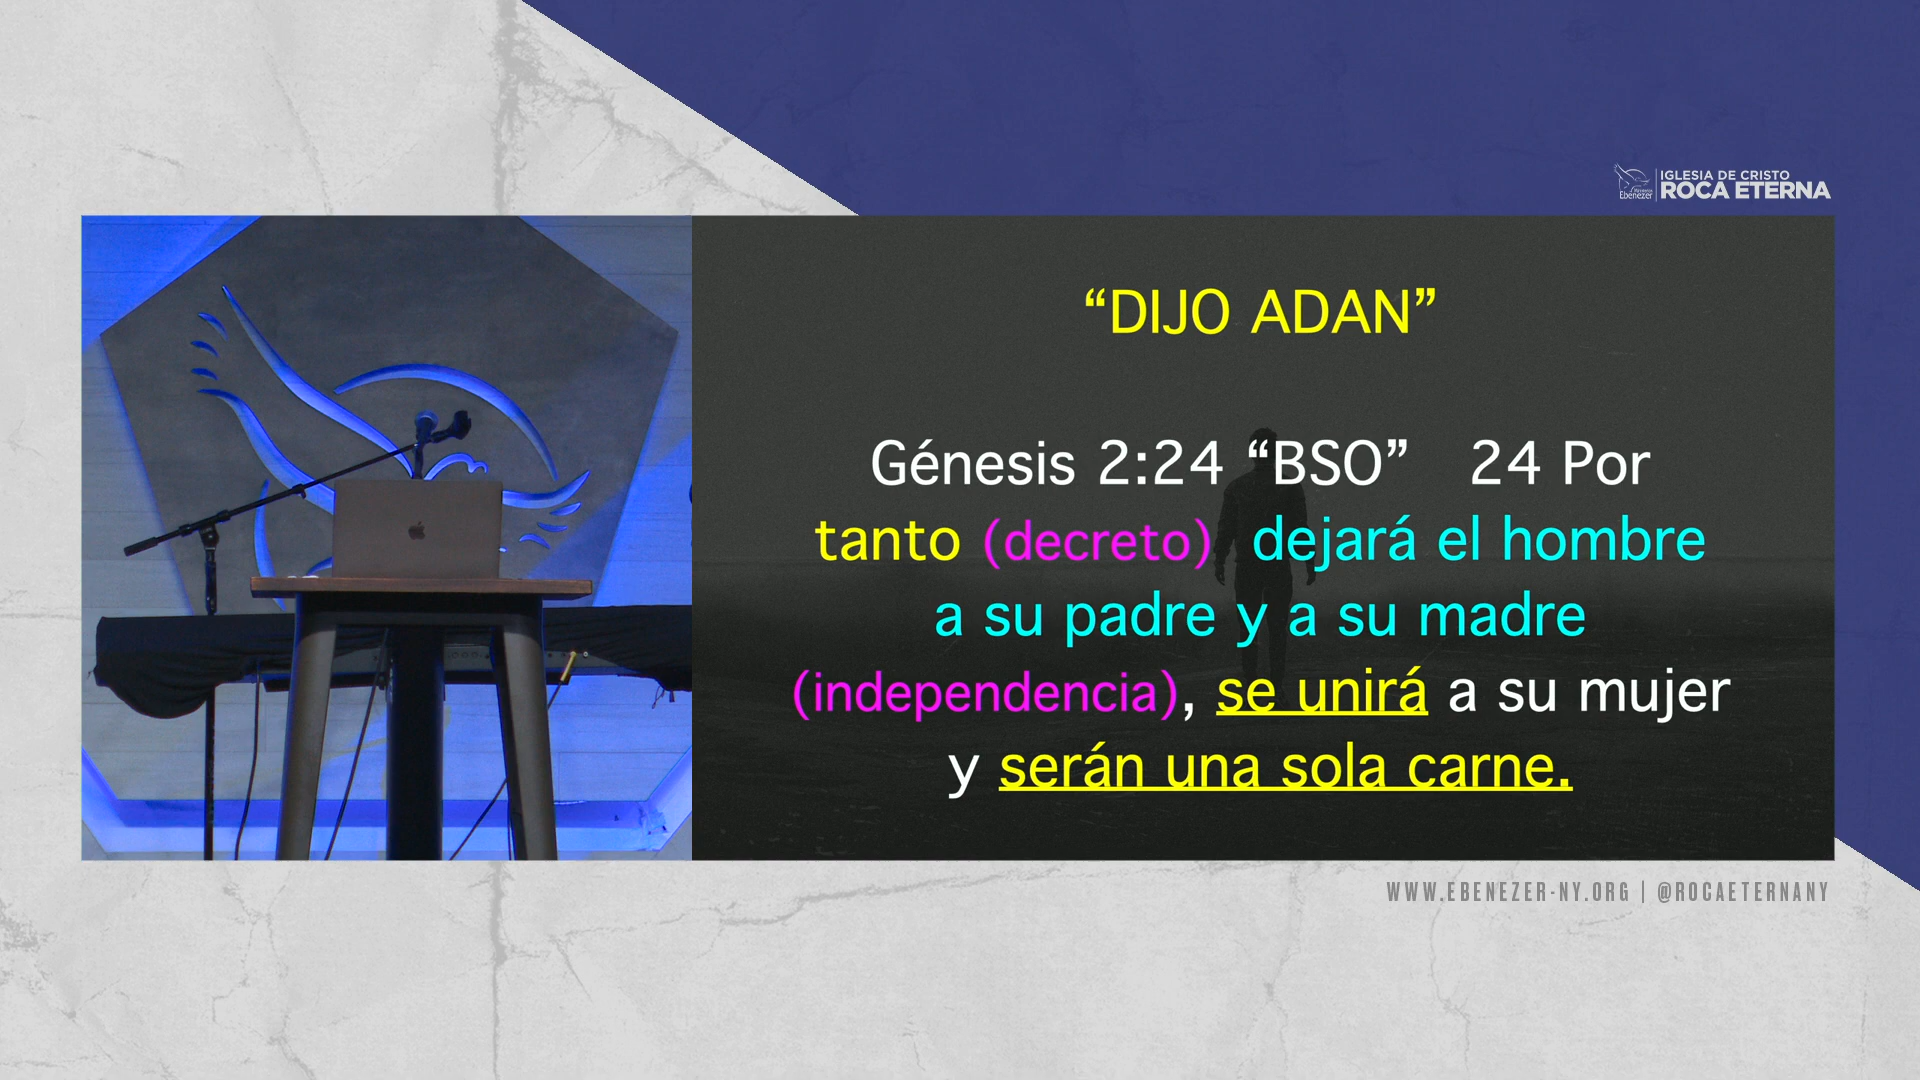 IGLESIA DE CRISTO
ROCA ETERNA
Ebenezer
“DIJO ADAN”
Génesis 2:24 “BSO” 24 Por
tanto (decreto) dejará el hombre
a su padre y a su madre
(independencia), se unirá a su mujer
y serán una sola carne.
WWW.EBENEZER-NY.ORG | @ROCAETERNANY